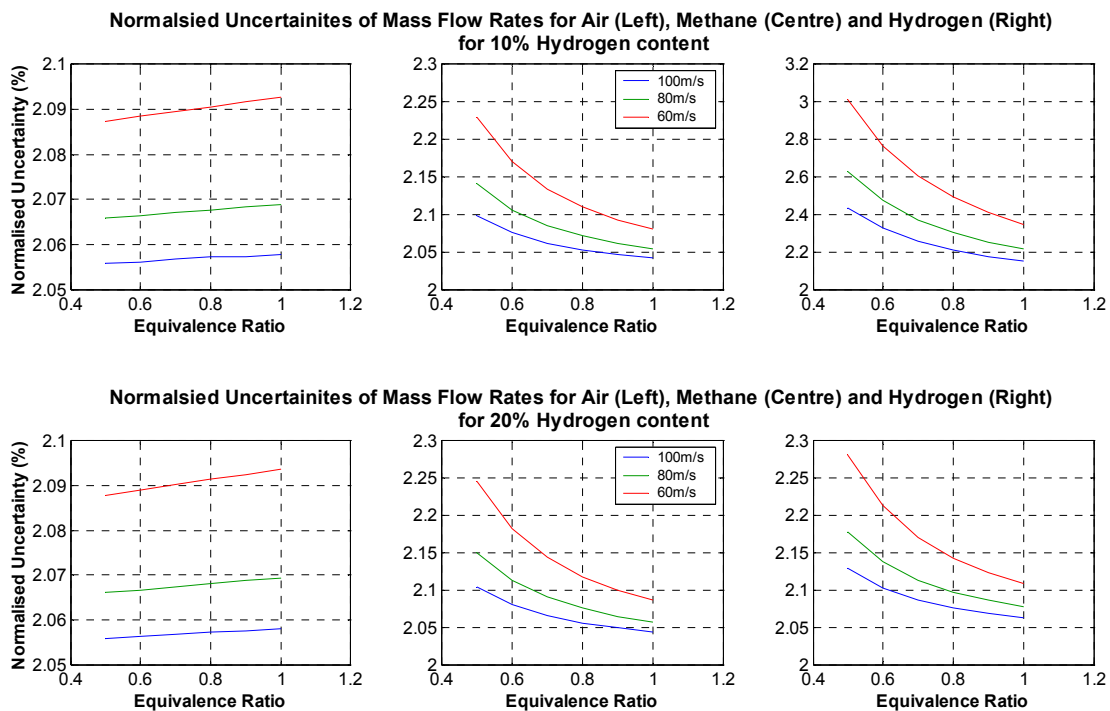 Normalsied Uncertainites of Mass Flow Rates for Air (Left), Methane (Centre) and Hydrogen (Right)
for 10% Hydrogen content
Normalised Uncertainty (%)
2.1
2.09
2.08
2.07
2.06
2.05
0.4 0.6 0.8 1 1.2
Equivalence Ratio
2.3
2.25
2.2
2.15
2.1
2.05
2
0.4 0.6 0.8 1 1.2
Equivalence Ratio
100m/s
80m/s
60m/s
3.2
3
2.8
2.6
2.4
2.2
2
0.4 0.6 0.8 1 1.2
Equivalence Ratio
Normalsied Uncertainites of Mass Flow Rates for Air (Left), Methane (Centre) and Hydrogen (Right)
for 20% Hydrogen content
Normalised Uncertainty (%)
2.1
2.09
2.08
2.07
2.06
2.05
0.4 0.6 0.8 1 1.2
Equivalence Ratio
2.3
2.25
2.2
2.15
2.1
2.05
2
0.4 0.6 0.8 1 1.2
Equivalence Ratio
100m/s
80m/s
60m/s
2.3
2.25
2.2
2.15
2.1
2.05
2
0.4 0.6 0.8 1 1.2
Equivalence Ratio